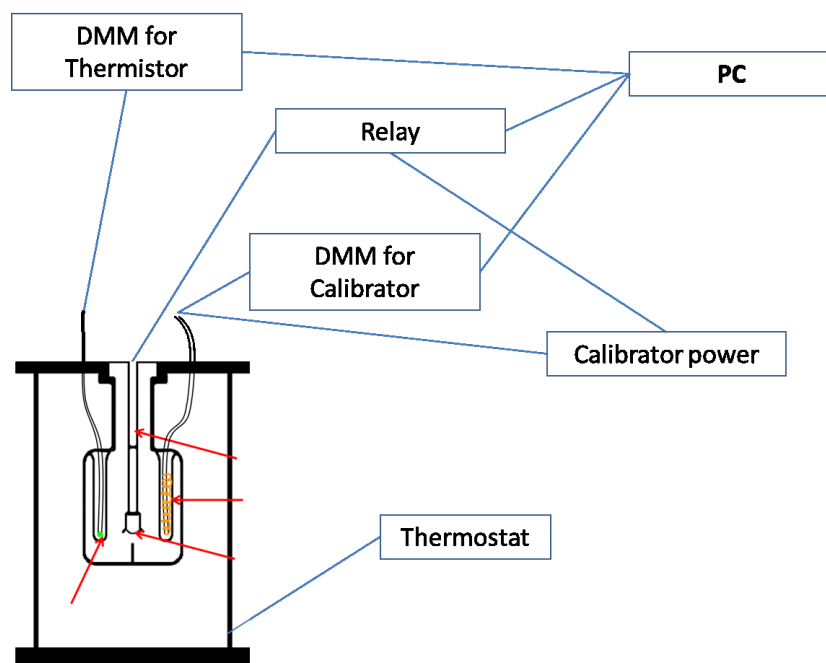 DMM for
Thermistor
PC
Relay
DMM for
Calibrator
Calibrator power
Thermostat